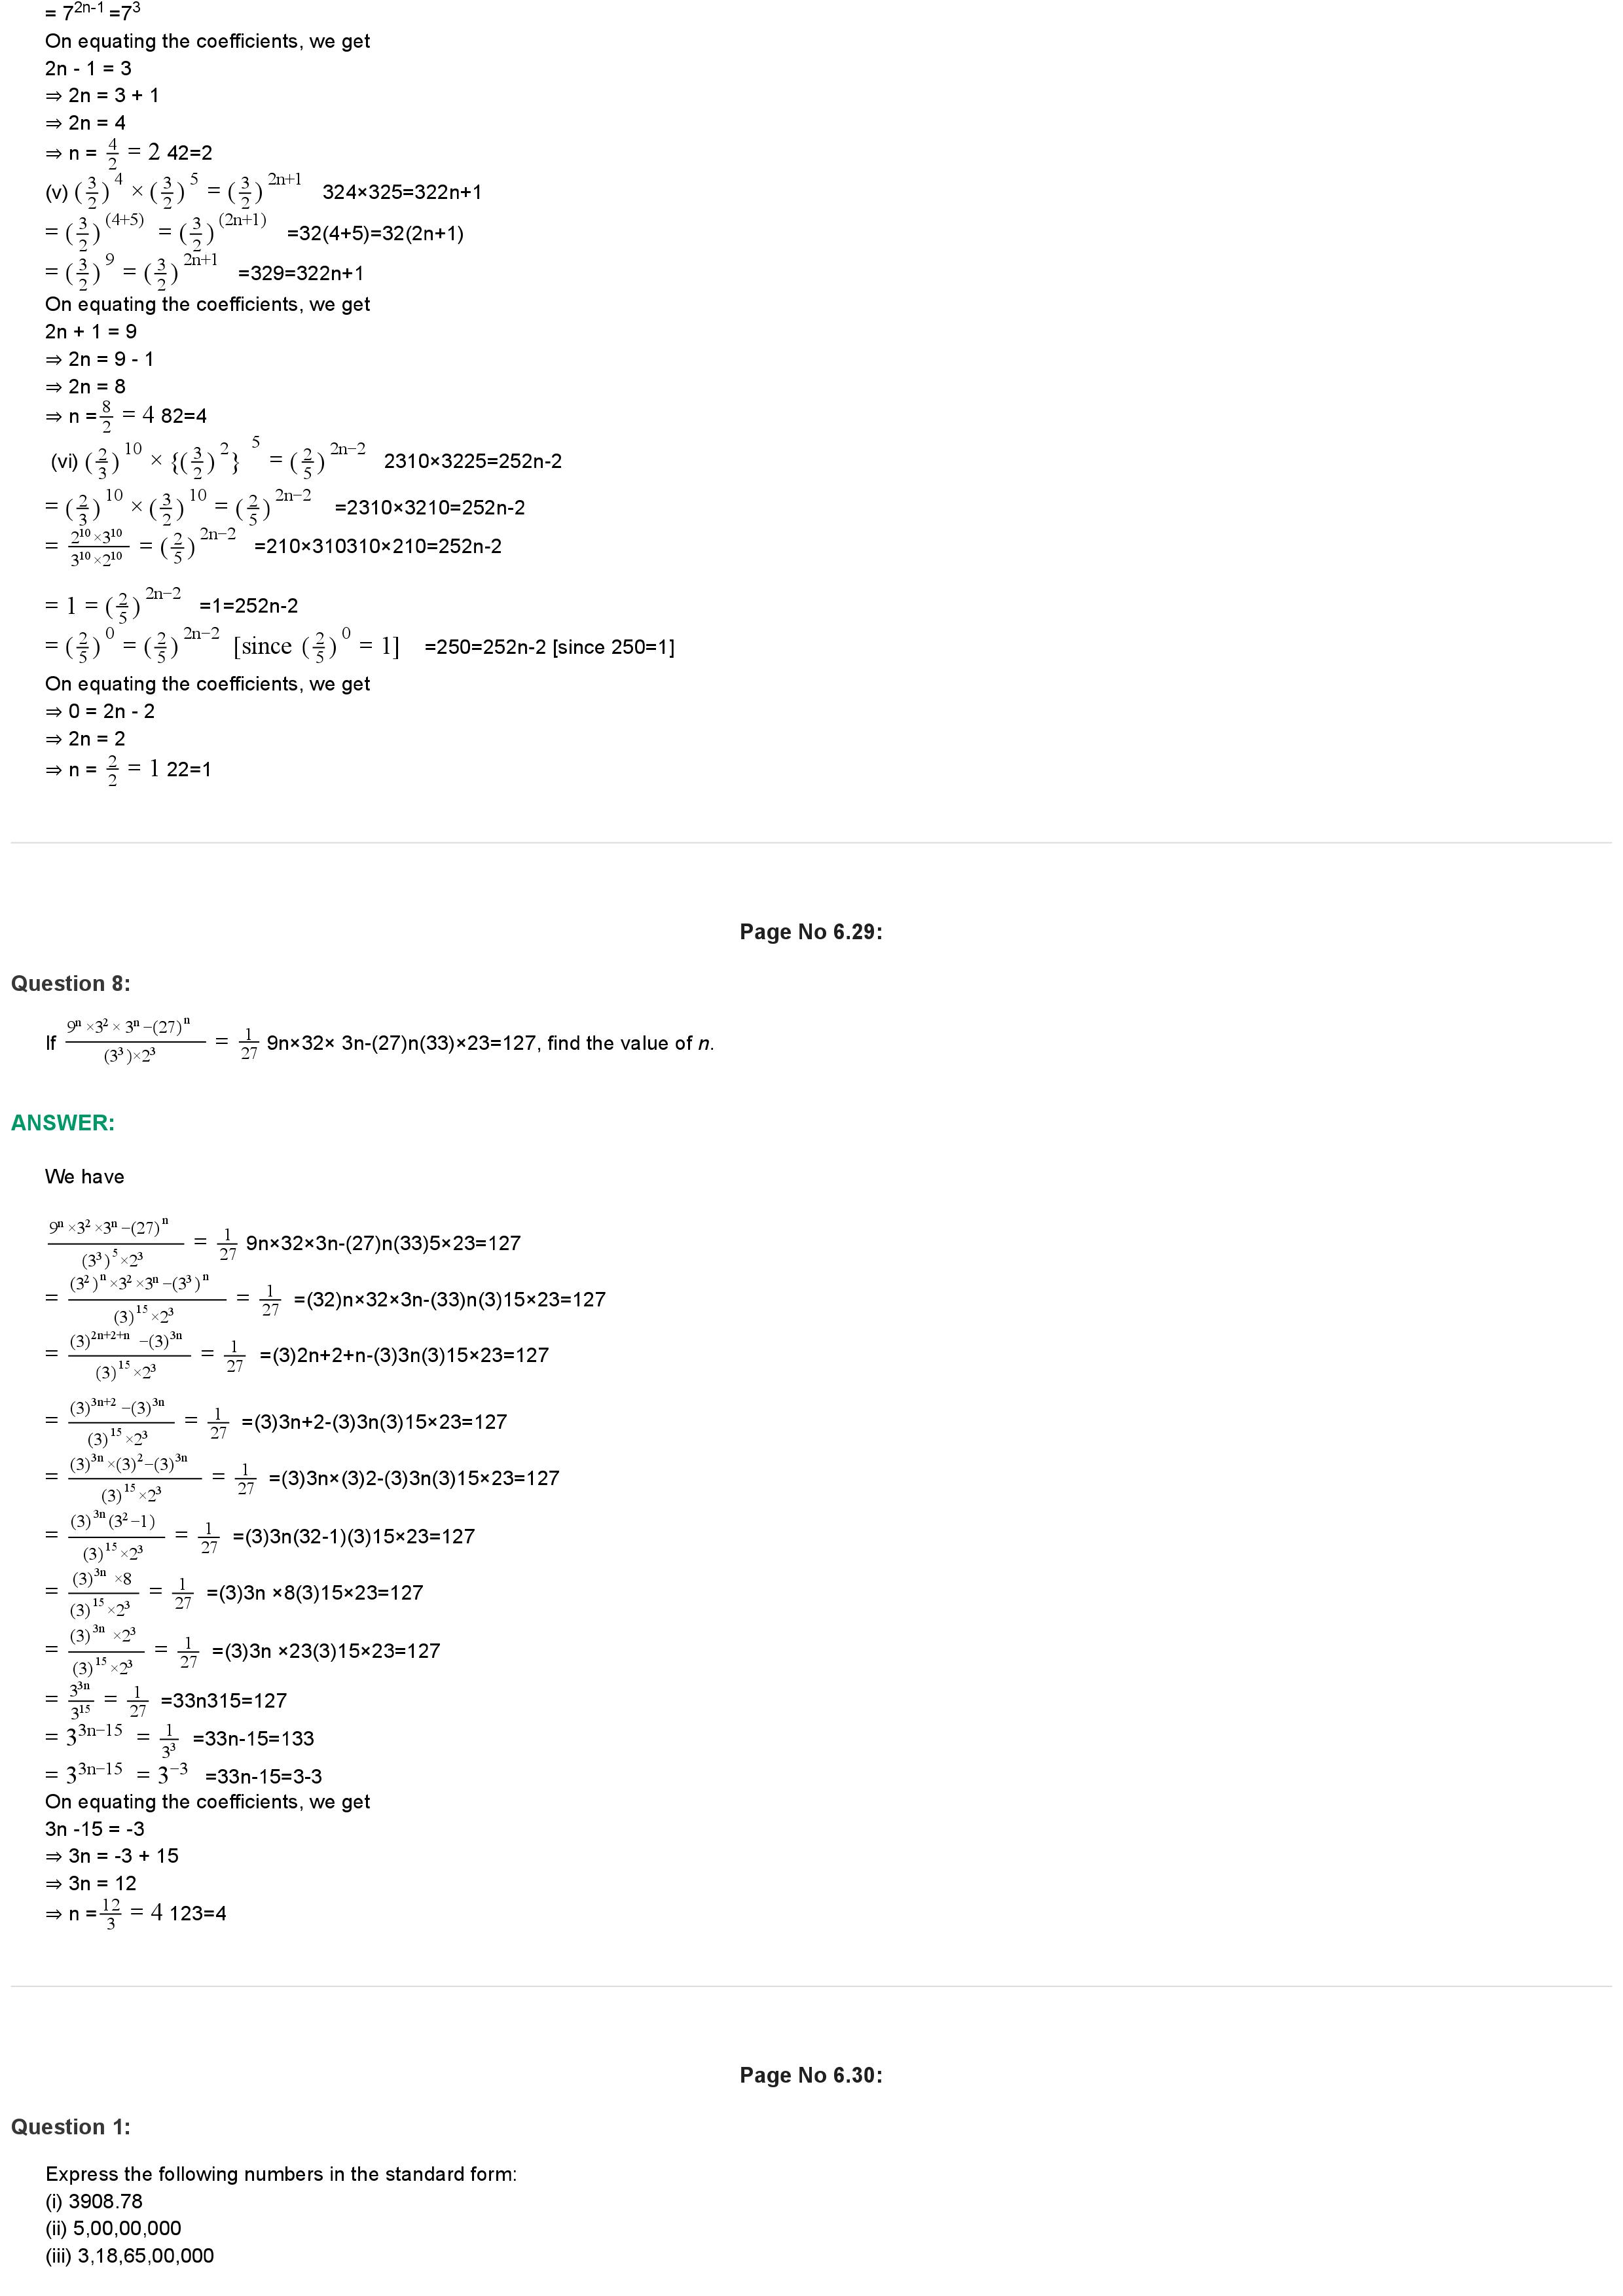 = 7^{2n-1} =7^3
On equating the coefficients, we get
2n - 1 = 3
⇒ 2n = 3 + 1
⇒ 2n = 4
⇒ n = \frac{4}{2} = 2 42=2
(v) (\frac{3}{2})^4 × (\frac{3}{2})^5 = (\frac{3}{2})^{2n+1} 324×325=322n+1
= (\frac{3}{2})^{(4+5)} = (\frac{3}{2})^{(2n+1)} =32(4+5)=32(2n+1)
= (\frac{3}{2})^9 = (\frac{3}{2})^{2n+1} =329=322n+1
On equating the coefficients, we get
2n + 1 = 9
⇒ 2n = 9 - 1
⇒ 2n = 8
⇒ n =\frac{8}{2} = 4 82=4
(vi) (\frac{2}{3})^{10} × {(\frac{3}{2})^2}^5 = (\frac{2}{5})^{2n−2} 2310×3225=252n-2
= (\frac{2}{3})^{10} × (\frac{3}{2})^{10} = (\frac{2}{5})^{2n−2} =2310×3210=252n-2
= \frac{2^{10}×3^{10}}{3^{10}×2^{10}} = (\frac{2}{5})^{2n−2} =210×310310×210=252n-2
= 1 = (\frac{2}{5})^{2n−2} =1=252n-2
= (\frac{2}{5})^0 = (\frac{2}{5})^{2n−2} [since (\frac{2}{5})^0 = 1] =250=252n-2 [since 250=1]
On equating the coefficients, we get
⇒ 0 = 2n - 2
⇒ 2n = 2
⇒ n = \frac{2}{2} = 1 22=1
Page No 6.29:
Question 8:
If \frac{9^n×3^2× 3^n−(27)^n}{(3^3)×2^3} = \frac{1}{27} 9n×32× 3n-(27)n(33)×23=127, find the value of n.
ANSWER:
We have
\frac{9^n×3^2×3^n−(27)^n}{(3^3)^5×2^3} = \frac{1}{27} 9n×32×3n-(27)n(33)5×23=127
= \frac{(3^2)^n×3^2×3^n−(3^3)^n}{(3)^{15}×2^3} = \frac{1}{27} =(32)n×32×3n-(33)n(3)15×23=127
= \frac{(3)^{2n+2+n} −(3)^{3n}}{(3)^{15}×2^3} = \frac{1}{27} =(3)2n+2+n-(3)3n(3)15×23=127
= \frac{(3)^{3n+2}−(3)^{3n}}{(3)^{15}×2^3} = \frac{1}{27} =(3)3n+2-(3)3n(3)15×23=127
= \frac{(3)^{3n}×(3)^2−(3)^{3n}}{(3)^{15}×2^3} = \frac{1}{27} =(3)3n×(3)2-(3)3n(3)15×23=127
= \frac{(3)^{3n}(3^2−1)}{(3)^{15}×2^3} = \frac{1}{27} =(3)3n(32-1)(3)15×23=127
= \frac{(3)^{3n} ×8}{(3)^{15}×2^3} = \frac{1}{27} =(3)3n ×8(3)15×23=127
= \frac{(3)^{3n} ×2^3}{(3)^{15}×2^3} = \frac{1}{27} =(3)3n ×23(3)15×23=127
= \frac{3^{3n}}{3^{15}} = \frac{1}{27} =33n315=127
= 3^{3n−15} = \frac{1}{3^3} =33n-15=133
= 3^{3n−15} = 3^{−3} =33n-15=3-3
On equating the coefficients, we get
3n -15 = -3
⇒ 3n = -3 + 15
⇒ 3n = 12
⇒ n =\frac{12}{3} = 4 123=4
Page No 6.30:
Question 1:
Express the following numbers in the standard form:
(i) 3908.78
(ii) 5,00,00,000
(iii) 3,18,65,00,000